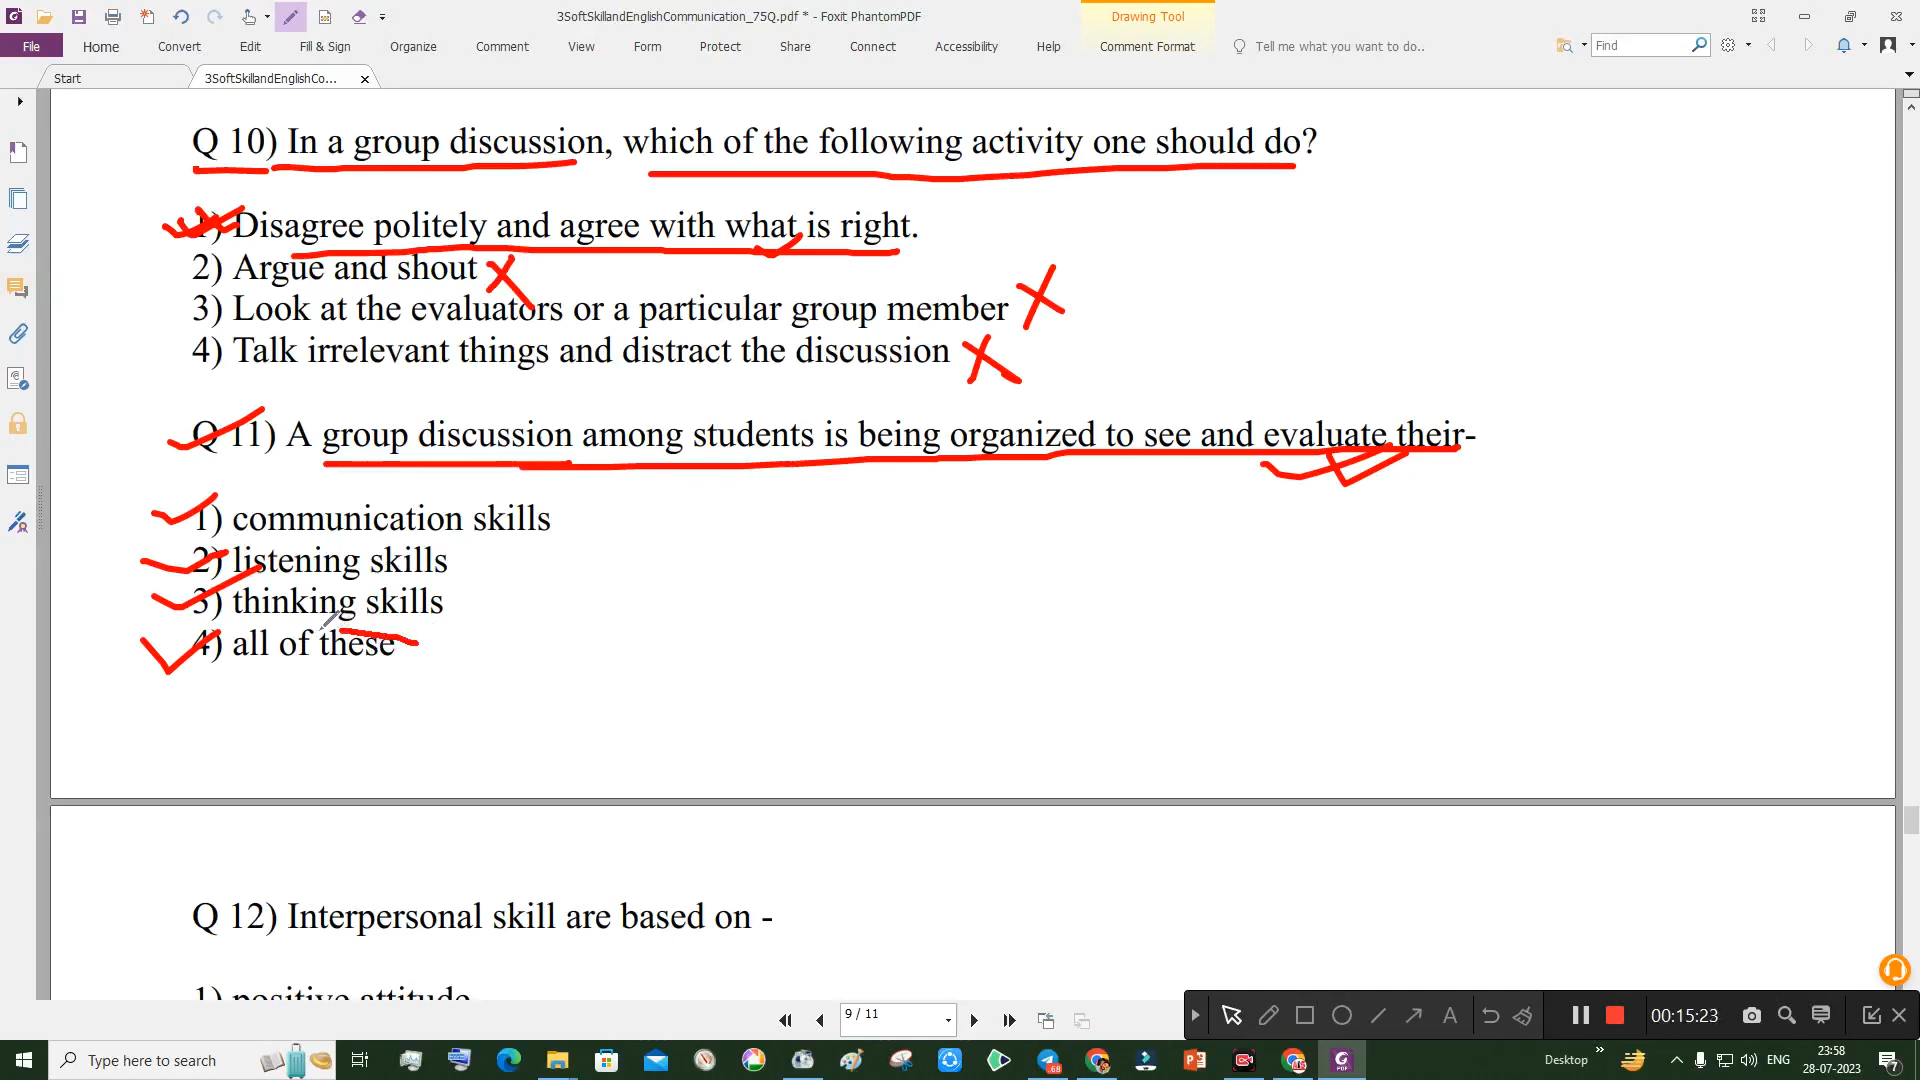 3SoftSkillandEnglishCommunication_75Q.pdf * - Foxit PhantomPDF
Drawing Tool
File Home Convert Edit Fill & Sign Organize Comment View Form Protect Share Connect Accessibility Help Comment Format Tell me what you want to do.. Find
Start 3SoftSkillandEnglishCo...
Q 10) In a group discussion, which of the following activity one should do?
1) Disagree politely and agree with what is right.
2) Argue and shout
3) Look at the evaluators or a particular group member
4) Talk irrelevant things and distract the discussion
Q 11) A group discussion among students is being organized to see and evaluate their-
1) communication skills
2) listening skills
3) thinking skills
4) all of these
Q 12) Interpersonal skill are based on -
1) positive attitude
9 / 11
00:15:23
Type here to search
Desktop
ENG
23:58
28-07-2023